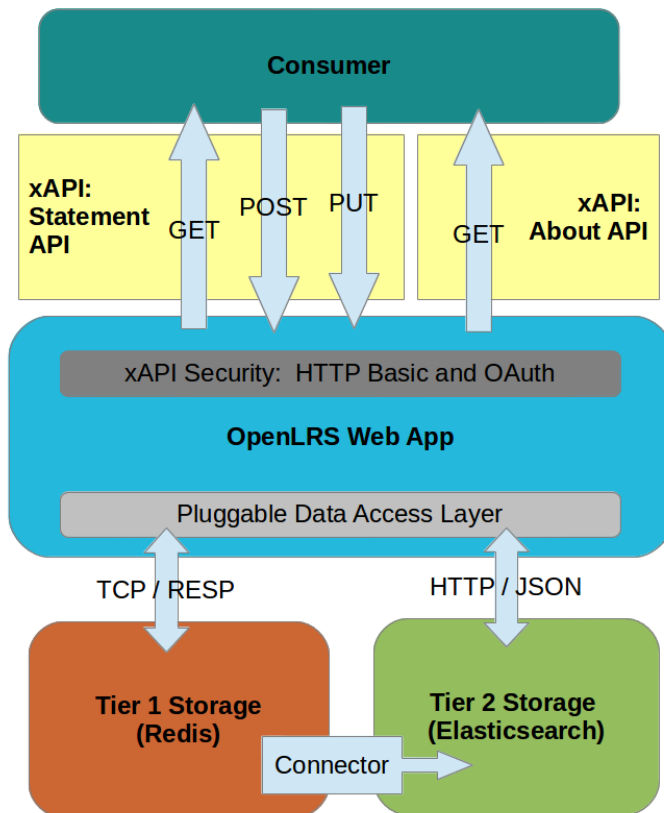 Consumer
xAPI:
Statement
API
GET
POST
PUT
GET
xAPI:
About API
xAPI Security:  HTTP Basic and OAuth
OpenLRS Web App
Pluggable Data Access Layer
TCP / RESP
HTTP / JSON
Tier 1 Storage
(Redis)
Tier 2 Storage
(Elasticsearch)
Connector